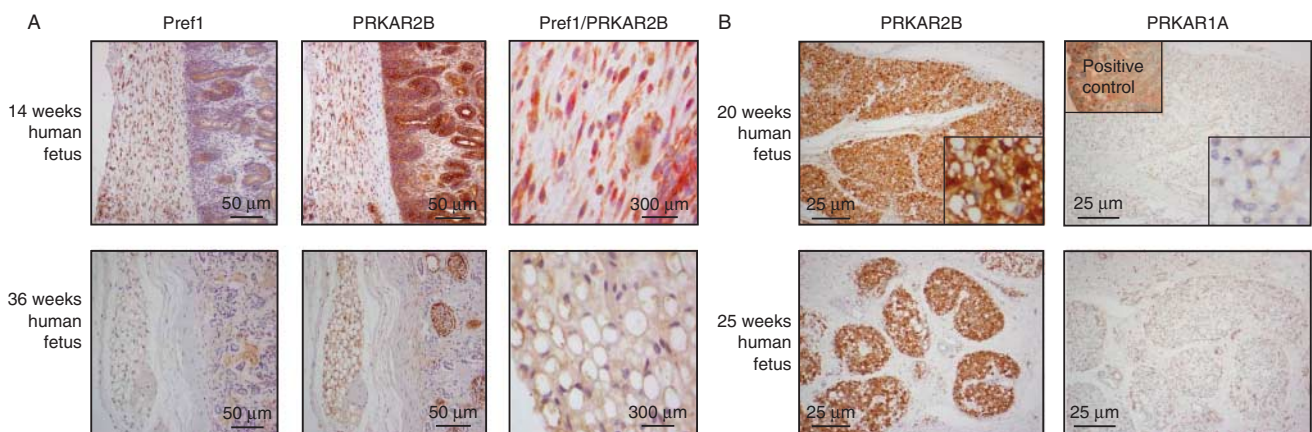 A
Pref1
PRKAR2B
Pref1/PRKAR2B
14 weeks
human
fetus
50 μm
50 μm
300 μm
36 weeks
human
fetus
50 μm
50 μm
300 μm
B
PRKAR2B
PRKAR1A
20 weeks
human
fetus
Positive
control
25 μm
25 μm
25 weeks
human
fetus
25 μm
25 μm